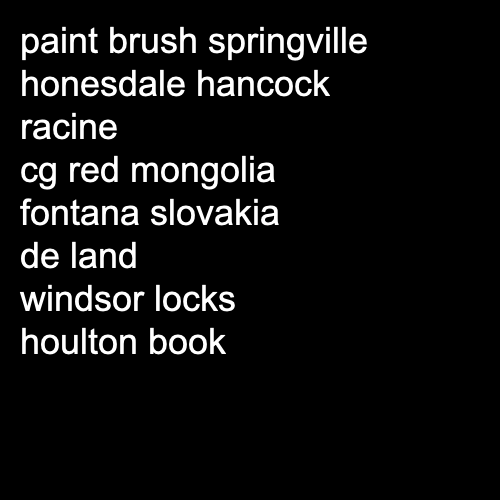 paint brush springville
honesdale hancock
racine
cg red mongolia
fontana slovakia
de land
windsor locks
houlton book